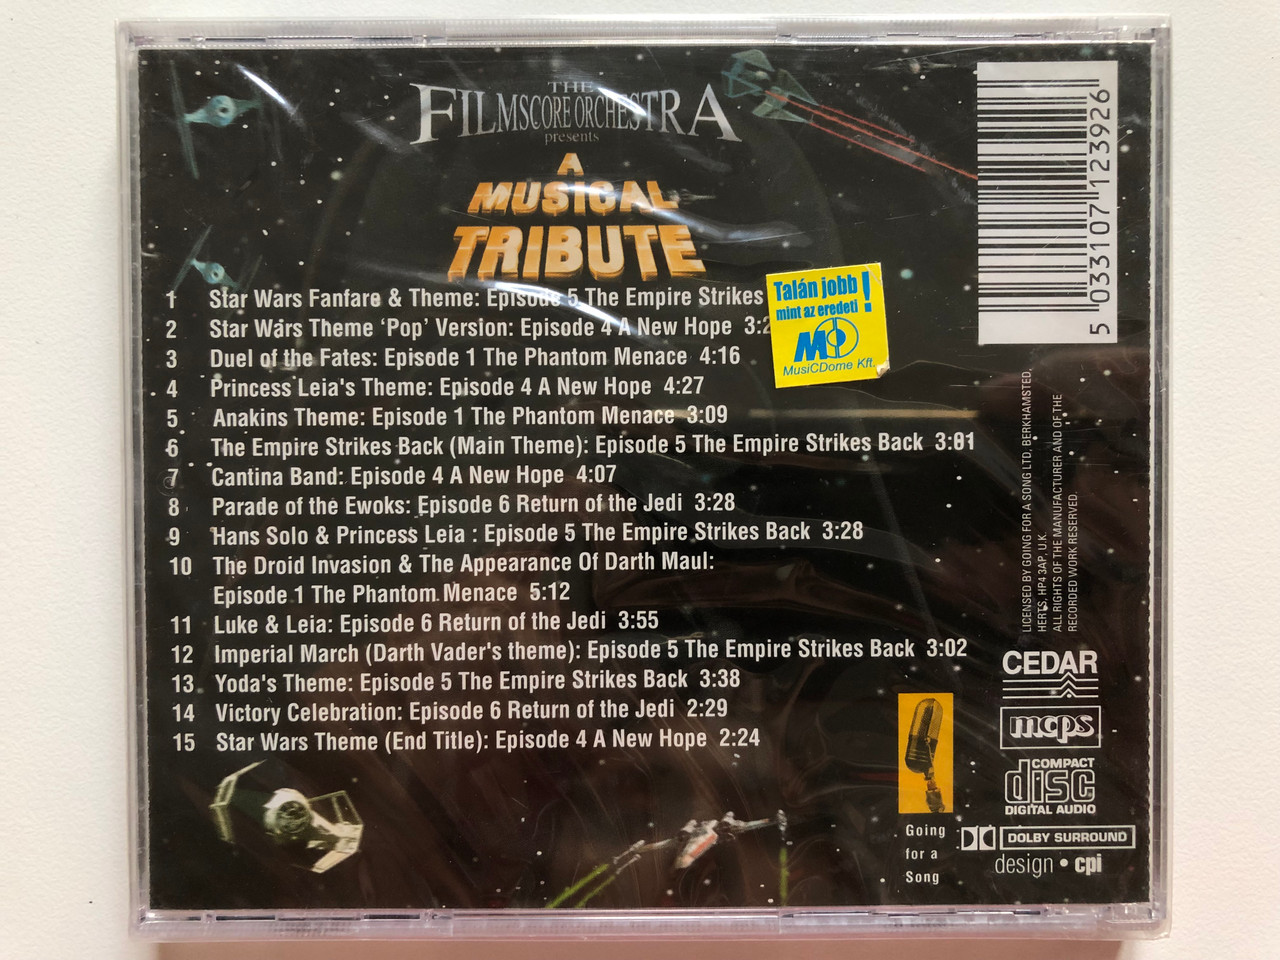 THE
FILMSCORE ORCHESTRA
presents
A
MUSICAL
TRIBUTE
1 Star Wars Fanfare & Theme: Episode 5 The Empire Strikes
2 Star Wars Theme ‘Pop’ Version: Episode 4 A New Hope
3 Duel of the Fates: Episode 1 The Phantom Menace 4:16
4 Princess Leia's Theme: Episode 4 A New Hope 4:27
5 Anakins Theme: Episode 1 The Phantom Menace 3:09
6 The Empire Strikes Back (Main Theme): Episode 5 The Empire Strikes Back 3:01
7 Cantina Band: Episode 4 A New Hope 4:07
8 Parade of the Ewoks: Episode 6 Return of the Jedi 3:28
9 Hans Solo & Princess Leia : Episode 5 The Empire Strikes Back 3:28
10 The Droid Invasion & The Appearance Of Darth Maul:
Episode 1 The Phantom Menace 5:12
11 Luke & Leia: Episode 6 Return of the Jedi 3:55
12 Imperial March (Darth Vader's theme): Episode 5 The Empire Strikes Back 3:02
13 Yoda's Theme: Episode 5 The Empire Strikes Back 3:38
14 Victory Celebration: Episode 6 Return of the Jedi 2:29
15 Star Wars Theme (End Title): Episode 4 A New Hope 2:24
Talán jobb
mint az eredeti !
MusiCDome Kft.
5 033107 123926
LICENSED BY GOING FOR A SONG LTD, BERKHAMSTED,
HERTS, HP4 3AP, U.K.
ALL RIGHTS OF THE MANUFACTURER AND OF THE
RECORDED WORK RESERVED.
CEDAR
mcps
COMPACT
disc
DIGITAL AUDIO
DOLBY SURROUND
design • cpi
Going
for a
Song